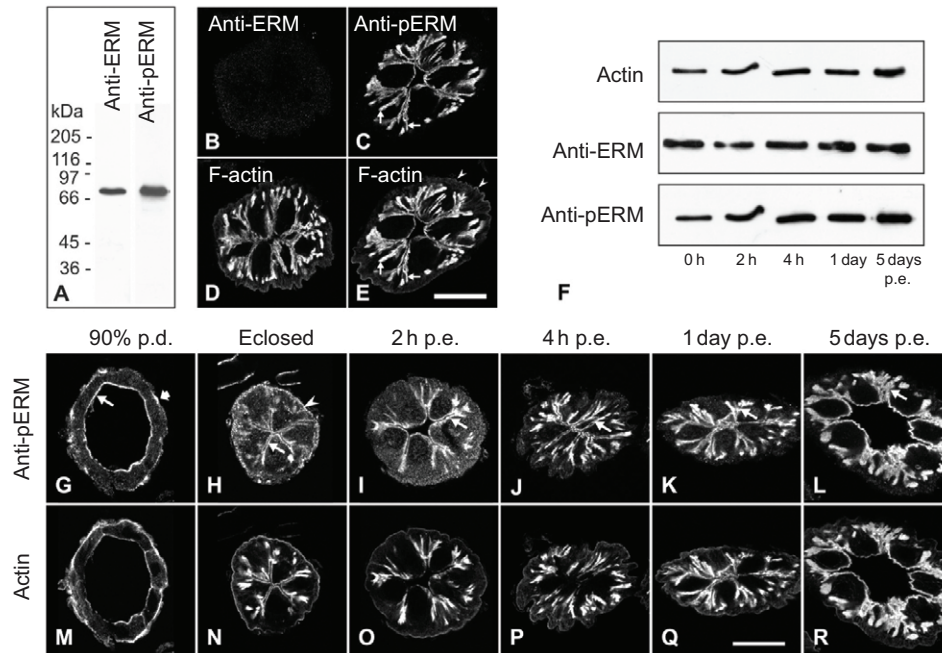 Anti-ERM
Anti-pERM
kDa
205 -
116 -
97 -
66 -
45 -
36 -
A
Anti-ERM
B
Anti-pERM
C
F-actin
D
F-actin
E
Actin
Anti-ERM
Anti-pERM
0 h 2 h 4 h 1 day 5 days
p.e.
F
90% p.d. Eclosed 2 h p.e. 4 h p.e. 1 day p.e. 5 days p.e.
Anti-pERM
G H I J K L
Actin
M N O P Q R